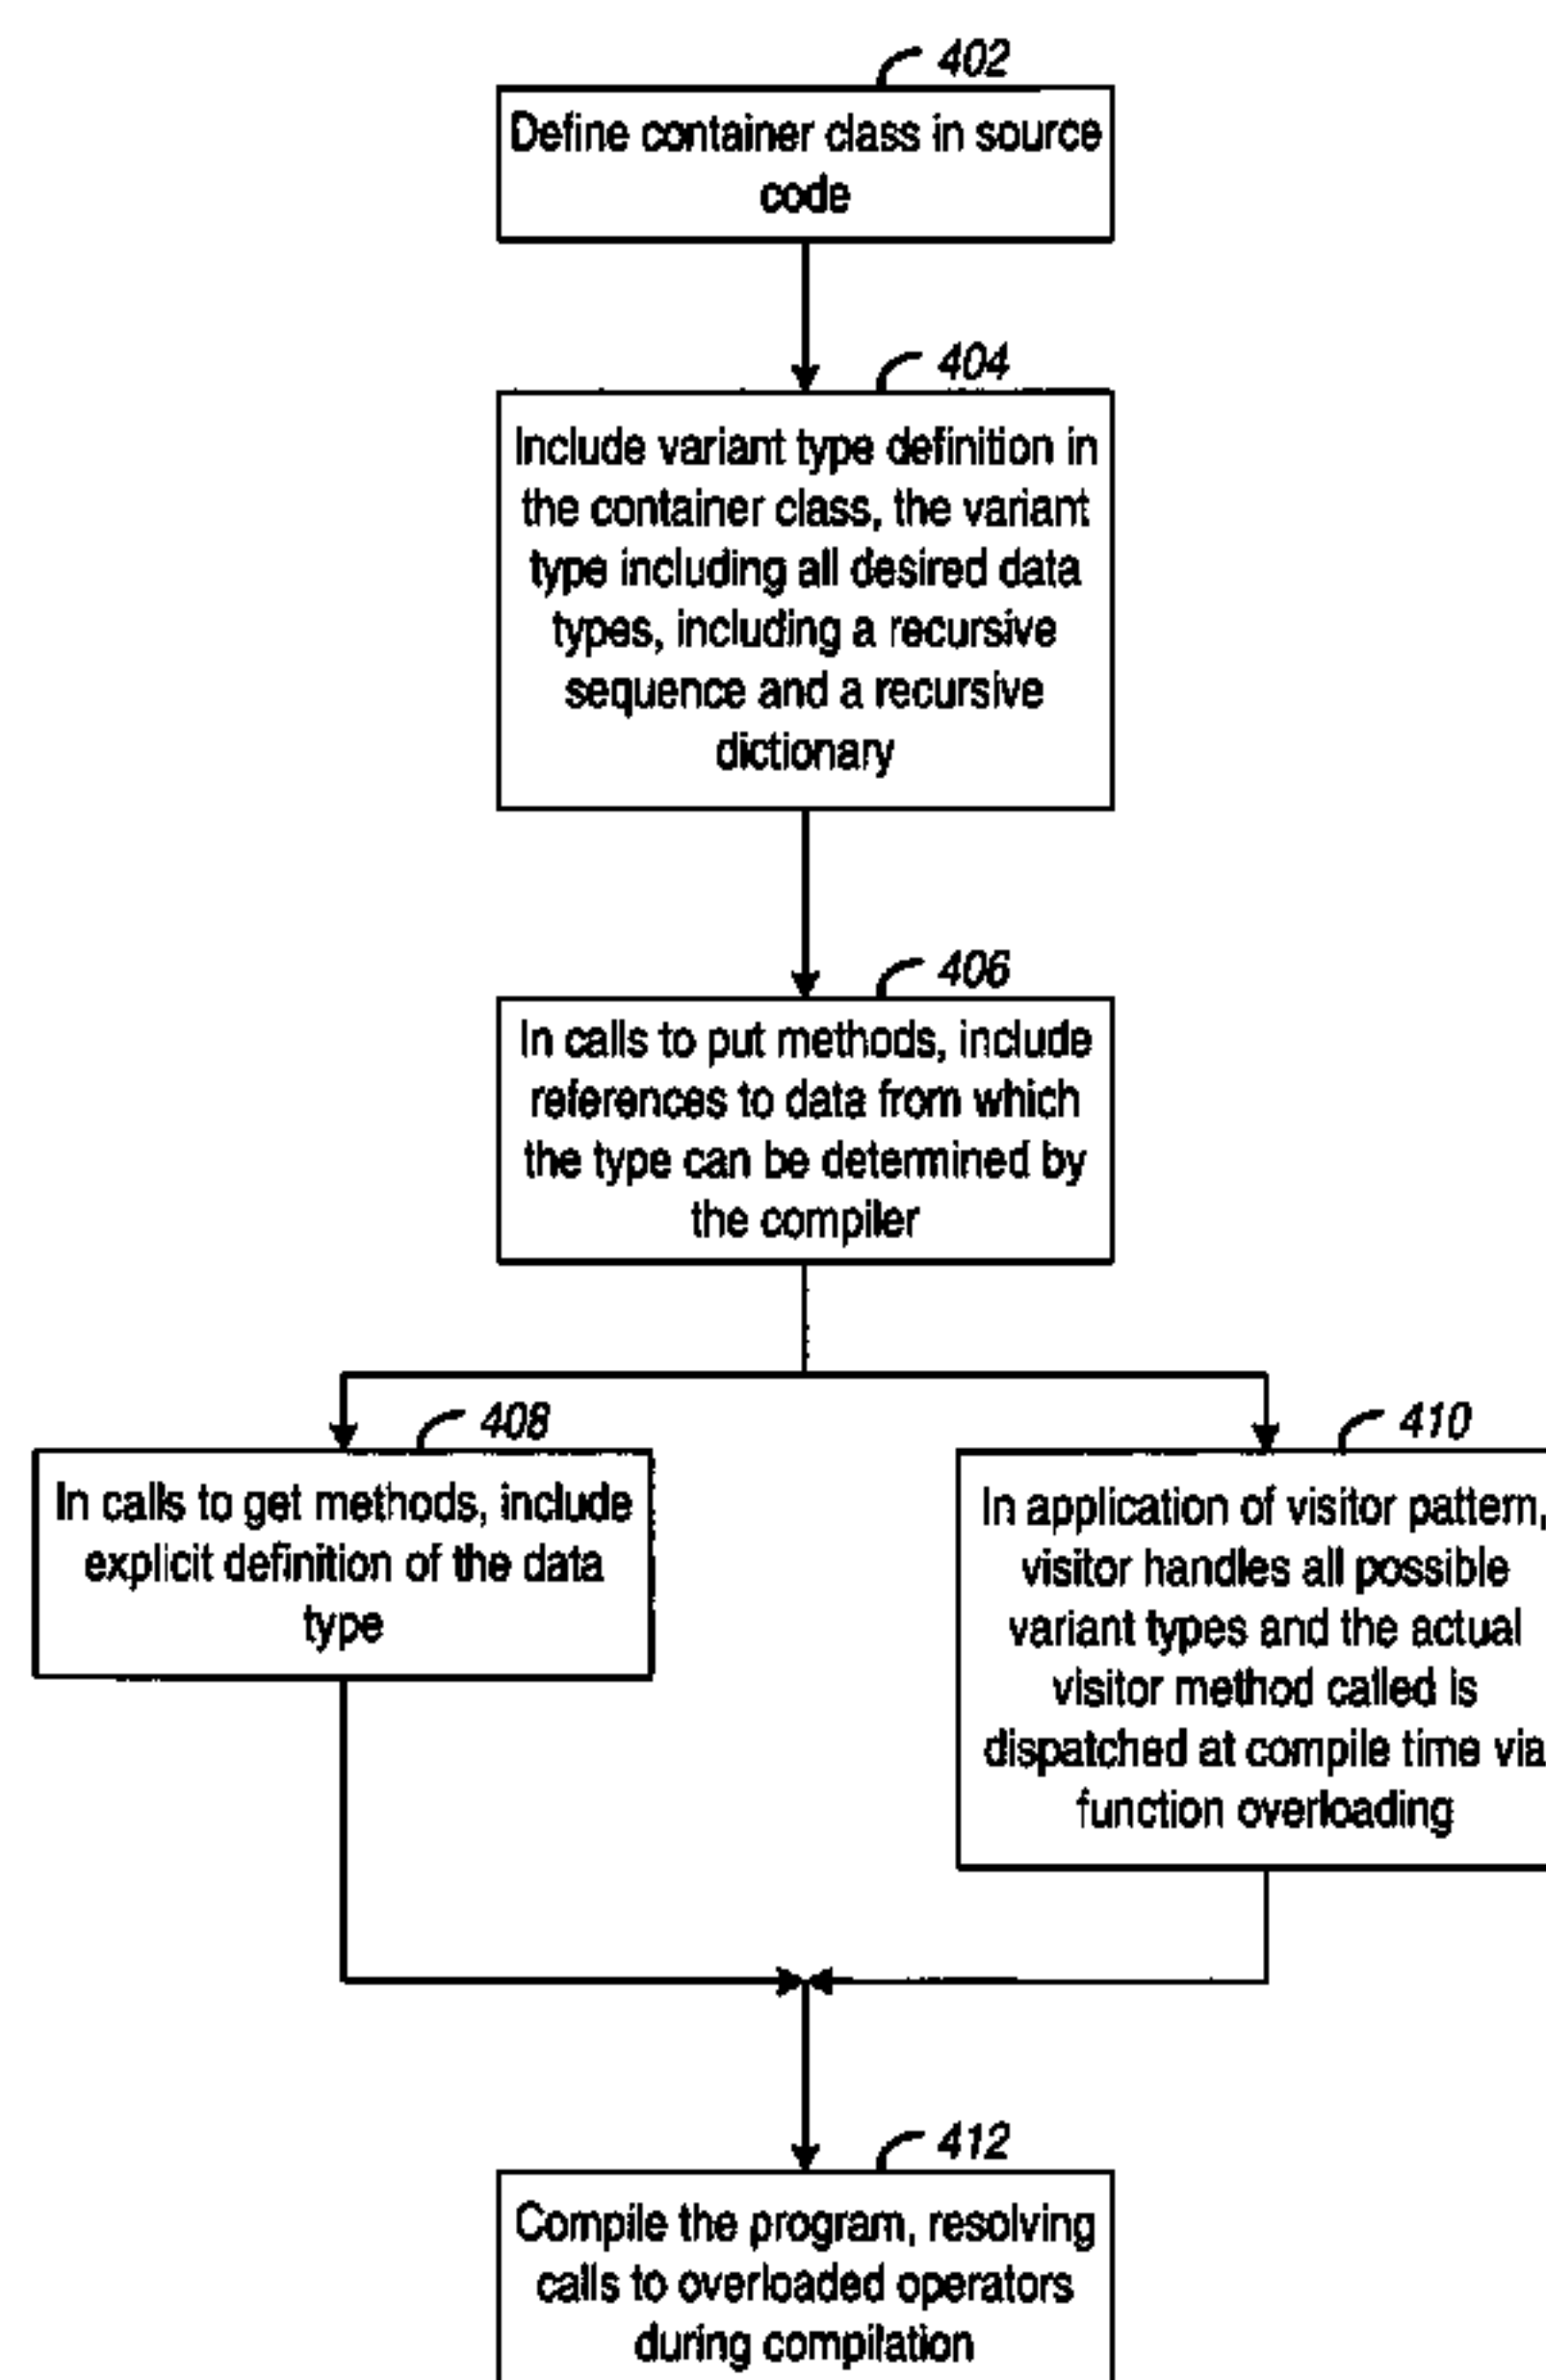 402
Define container class in source
code
404
Include variant type definition in
the container class, the variant
type including all desired data
types, including a recursive
sequence and a recursive
dictionary
406
In calls to put methods, include
references to data from which
the type can be determined by
the compiler
408
In calls to get methods, include
explicit definition of the data
type
410
In application of visitor pattern,
visitor handles all possible
variant types and the actual
visitor method called is
dispatched at compile time via
function overloading
412
Compile the program, resolving
calls to overloaded operators
during compilation